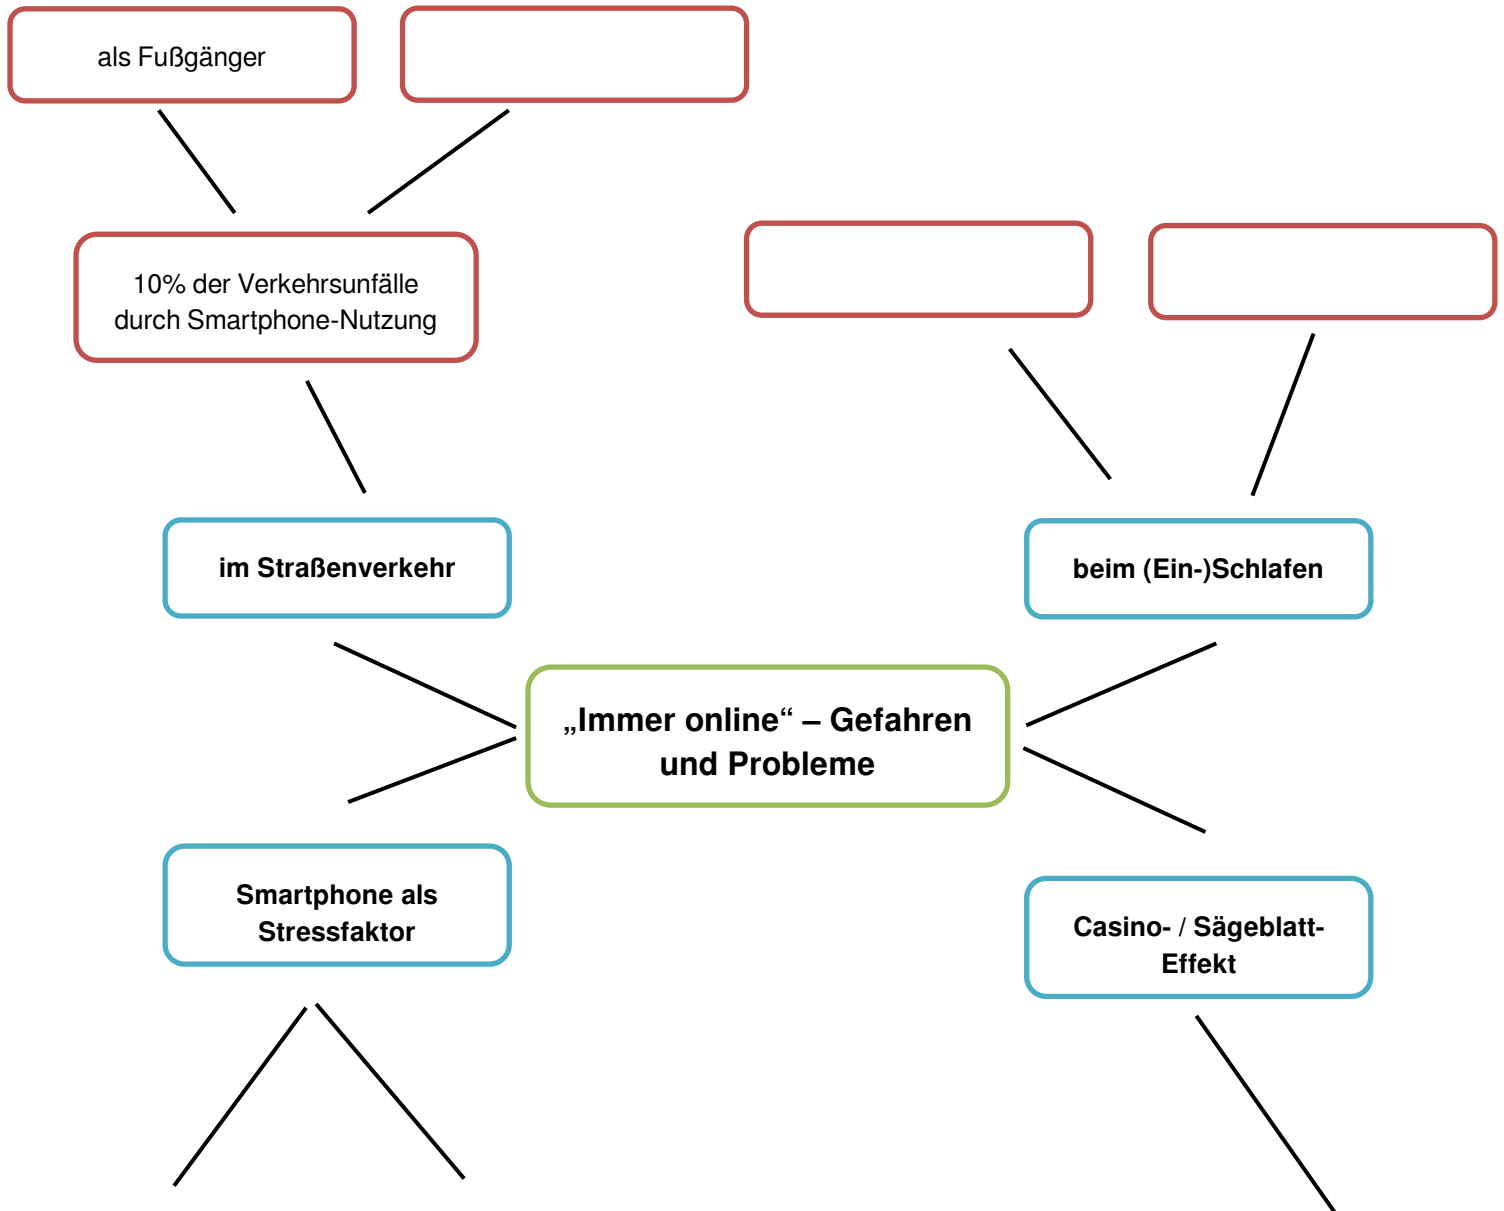 als Fußgänger
10% der Verkehrsunfälle
durch Smartphone-Nutzung
im Straßenverkehr
beim (Ein-)Schlafen
„Immer online“ – Gefahren
und Probleme
Smartphone als
Stressfaktor
Casino- / Sägeblatt-
Effekt